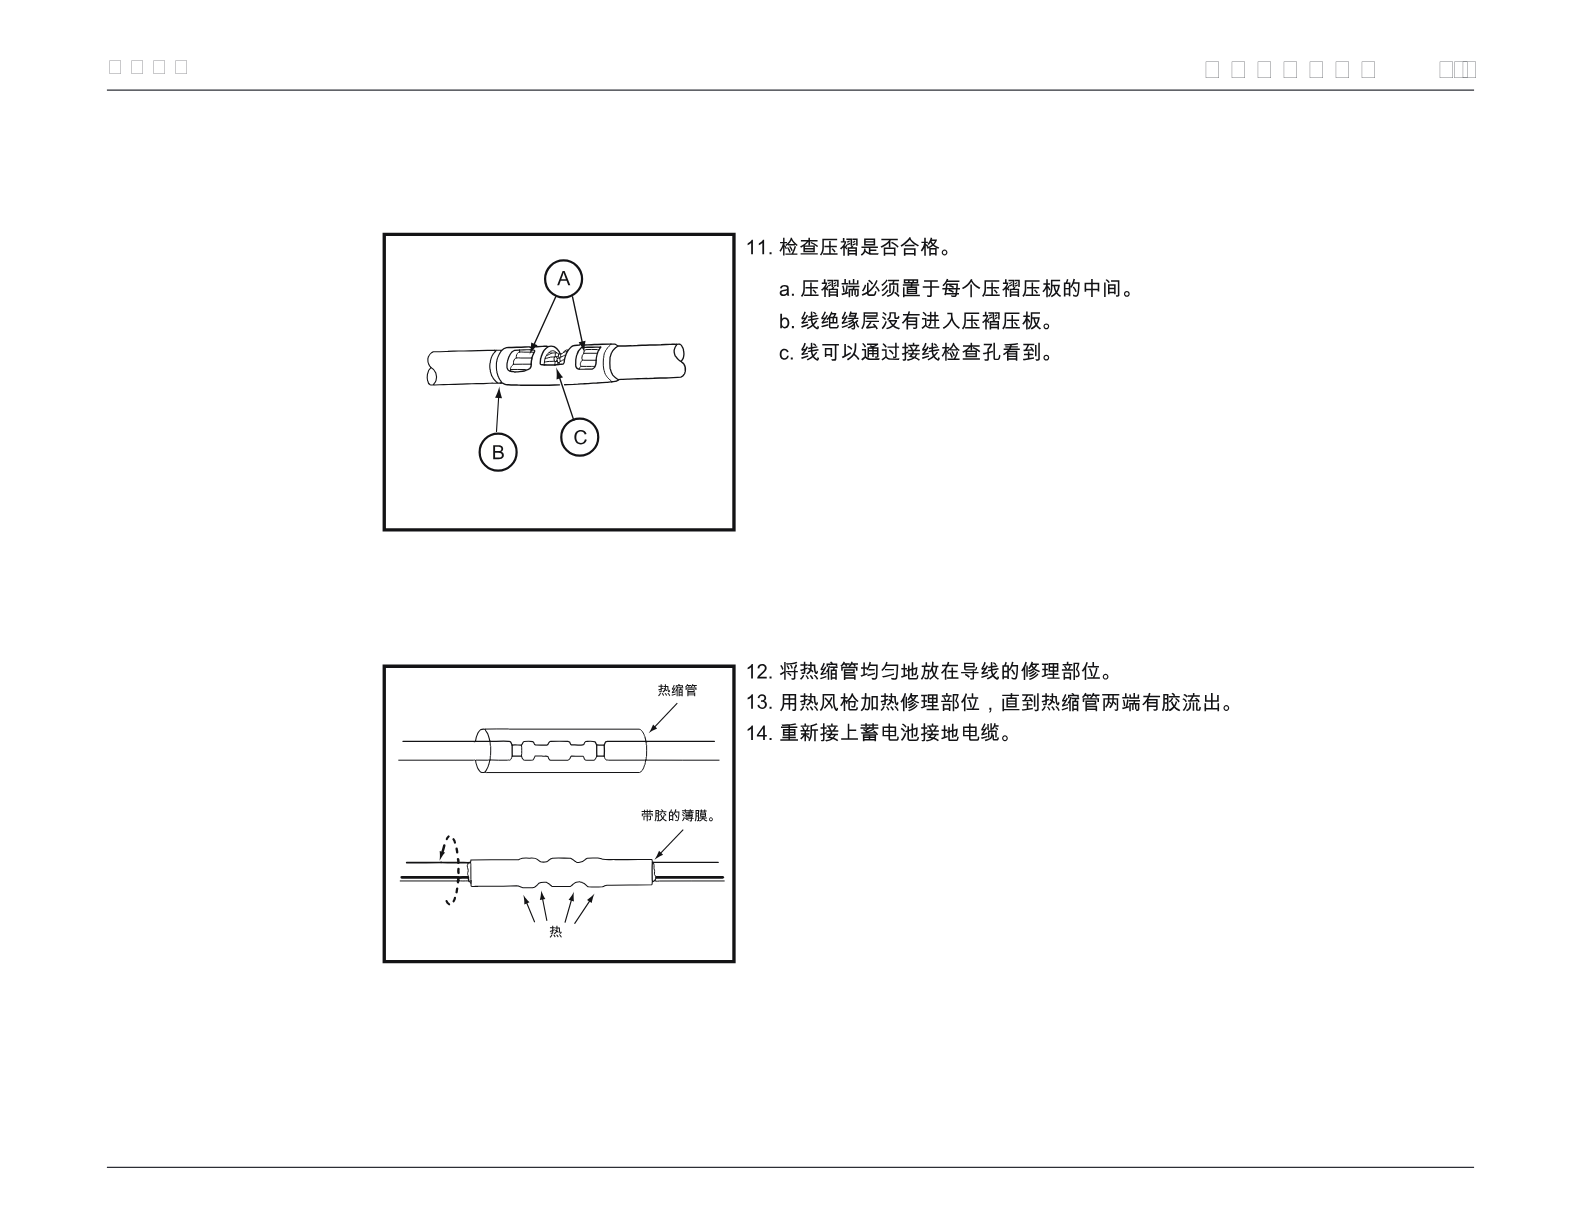 11. 检查压褶是否合格。
a. 压褶端必须置于每个压褶压板的中间。
b. 线绝缘层没有进入压褶压板。
c. 线可以通过接线检查孔看到。
A
B
C
12. 将热缩管均匀地放在导线的修理部位。
13. 用热风枪加热修理部位，直到热缩管两端有胶流出。
14. 重新接上蓄电池接地电缆。
热缩管
带胶的薄膜。
热